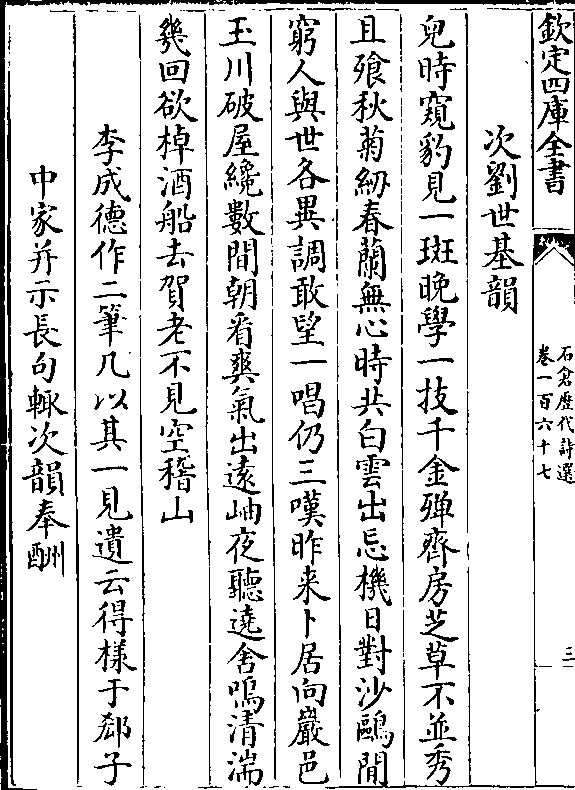 欽定四庫全書
石倉歷代詩選
卷一百六十七
三
次劉世基韻
兒時窺豹見一斑晚學一技千金殫齊房芝草不並秀
且飱秋菊紉春蘭無心時共白雲出忘機日對沙鷗閒
窮人與世各異調敢望一唱仍三嘆昨来卜居向巖邑
玉川破屋纔數間朝看爽氣出遠岫夜聽遶舍鳴清湍
幾回欲棹酒船去賀老不見空稽山
李成德作二筆几以其一見遺云得樣于郄子
中家并示長句輙次韻奉酬